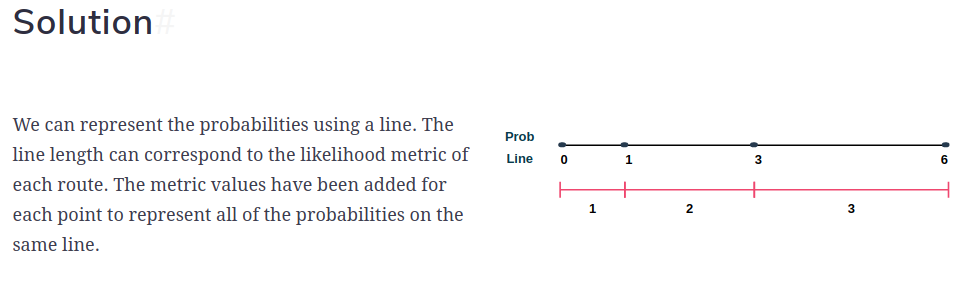 Solution#
We can represent the probabilities using a line. The
line length can correspond to the likelihood metric of
each route. The metric values have been added for
each point to represent all of the probabilities on the
same line.
Prob
Line
0 1 3 6
1 2 3